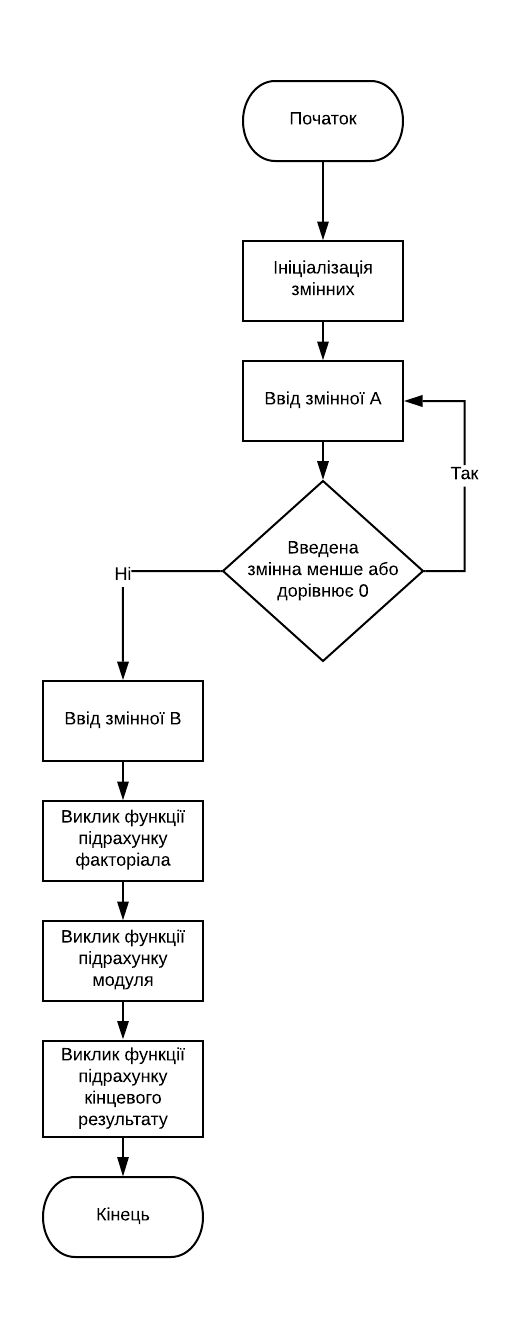 Початок
Ініціалізація
змінних
Ввід змінної А
Так
Введена
змінна менше або
дорівнює 0
Ні
Ввід змінної В
Виклик функції
підрахунку
факторіала
Виклик функції
підрахунку
модуля
Виклик функції
підрахунку
кінцевого
результату
Кінець